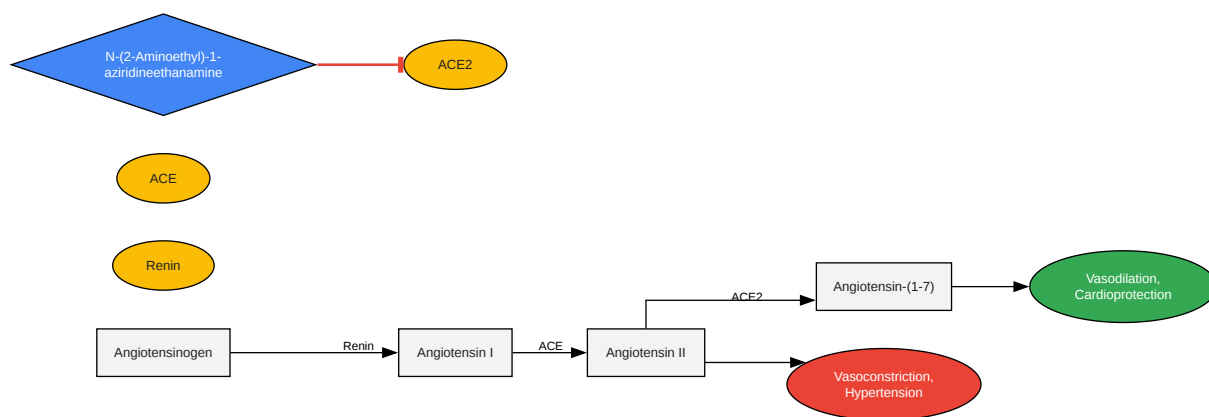 N-(2-Aminoethyl)-1-
aziridineethanamine
ACE2
ACE
Renin
ACE2
Angiotensin-(1-7)
Vasodilation,
Cardioprotection
Angiotensinogen
Renin
Angiotensin I
ACE
Angiotensin II
Vasoconstriction,
Hypertension